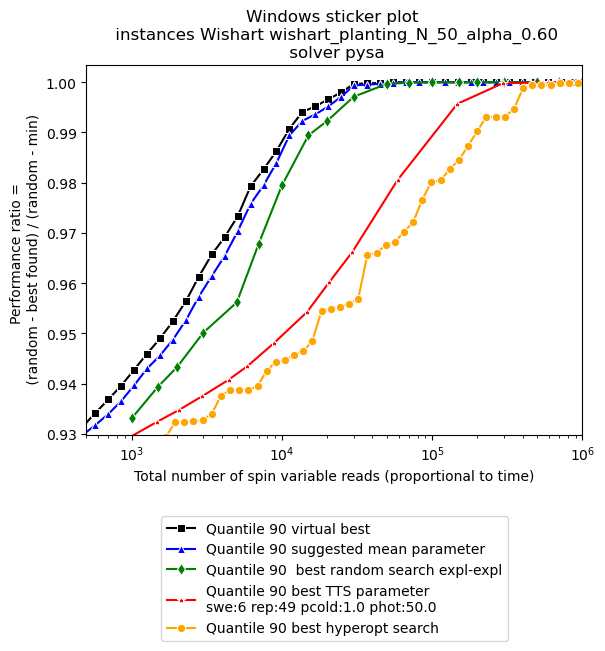 Windows sticker plot
instances Wishart wishart_planting_N_50_alpha_0.60
solver pysa
Performance ratio =
(random - best found) / (random - min)
1.00
0.99
0.98
0.97
0.96
0.95
0.94
0.93
10³
10⁴
10⁵
10⁶
Total number of spin variable reads (proportional to time)
Quantile 90 virtual best
Quantile 90 suggested mean parameter
Quantile 90  best random search expl-expl
Quantile 90 best TTS parameter
swe:6 rep:49 pcold:1.0 phot:50.0
Quantile 90 best hyperopt search